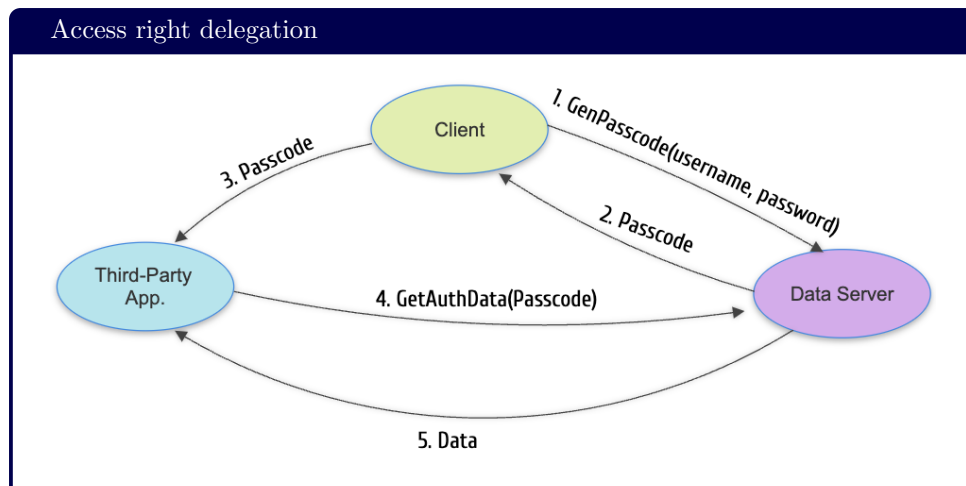 Access right delegation
Client
1. GenPasscode(username, password)
3. Passcode
2. Passcode
Third-Party
App.
4. GetAuthData(Passcode)
Data Server
5. Data